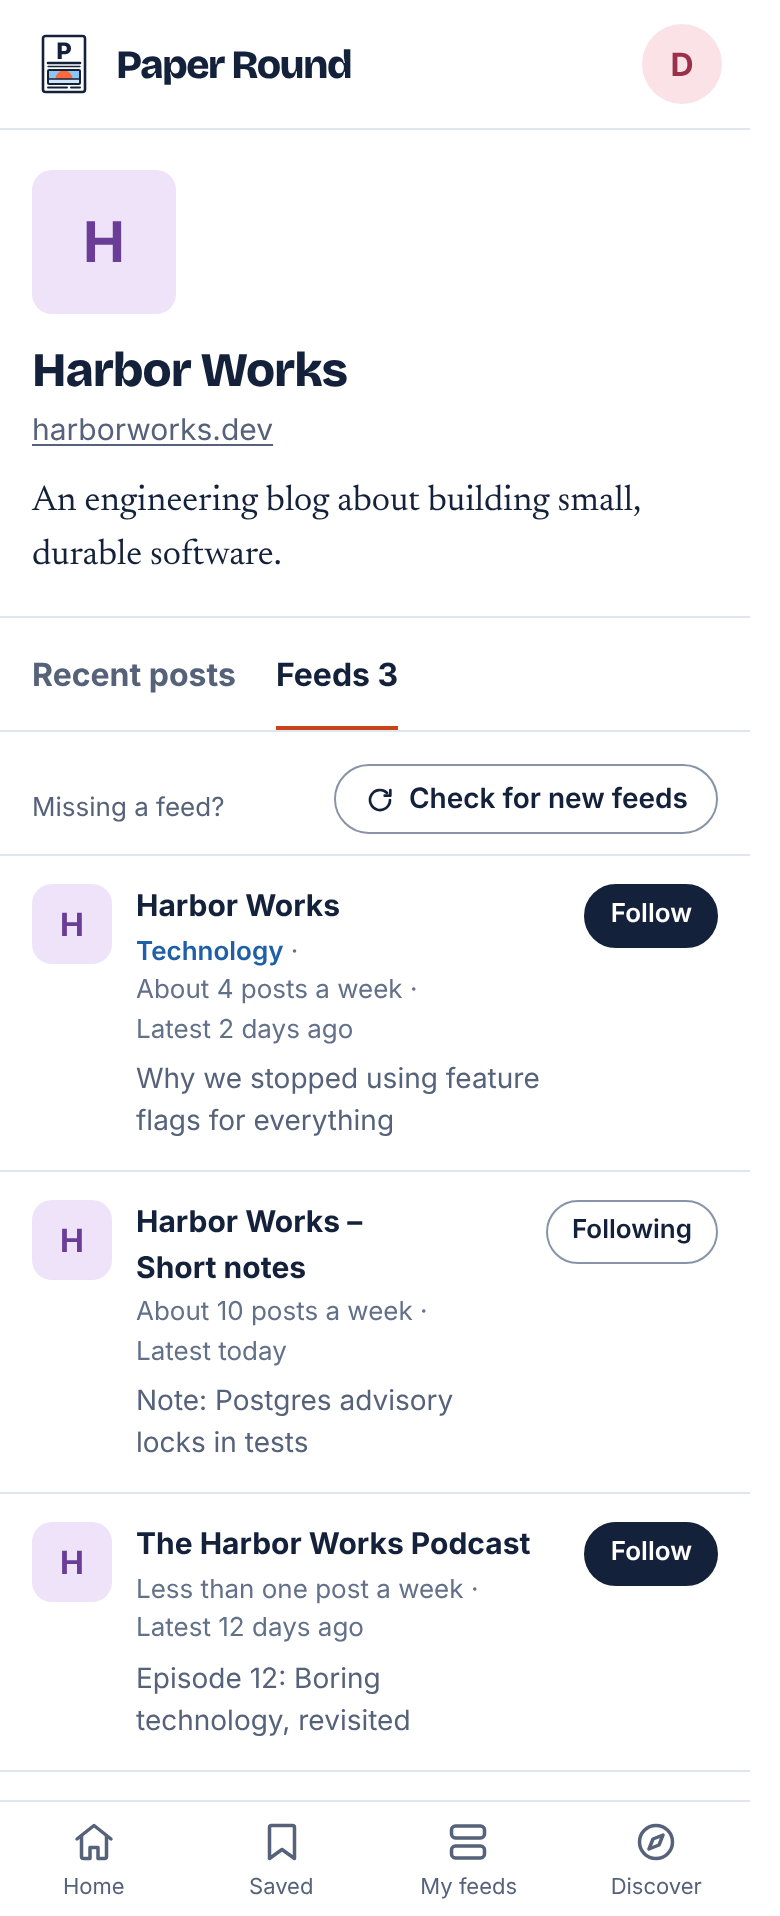 P
Paper Round
D
H
Harbor Works
harborworks.dev
An engineering blog about building small,
durable software.
Recent posts
Feeds 3
Missing a feed?
Check for new feeds
H
Harbor Works
Follow
Technology ·
About 4 posts a week ·
Latest 2 days ago
Why we stopped using feature
flags for everything
H
Harbor Works –
Short notes
Following
About 10 posts a week ·
Latest today
Note: Postgres advisory
locks in tests
H
The Harbor Works Podcast
Follow
Less than one post a week ·
Latest 12 days ago
Episode 12: Boring
technology, revisited
Home
Saved
My feeds
Discover